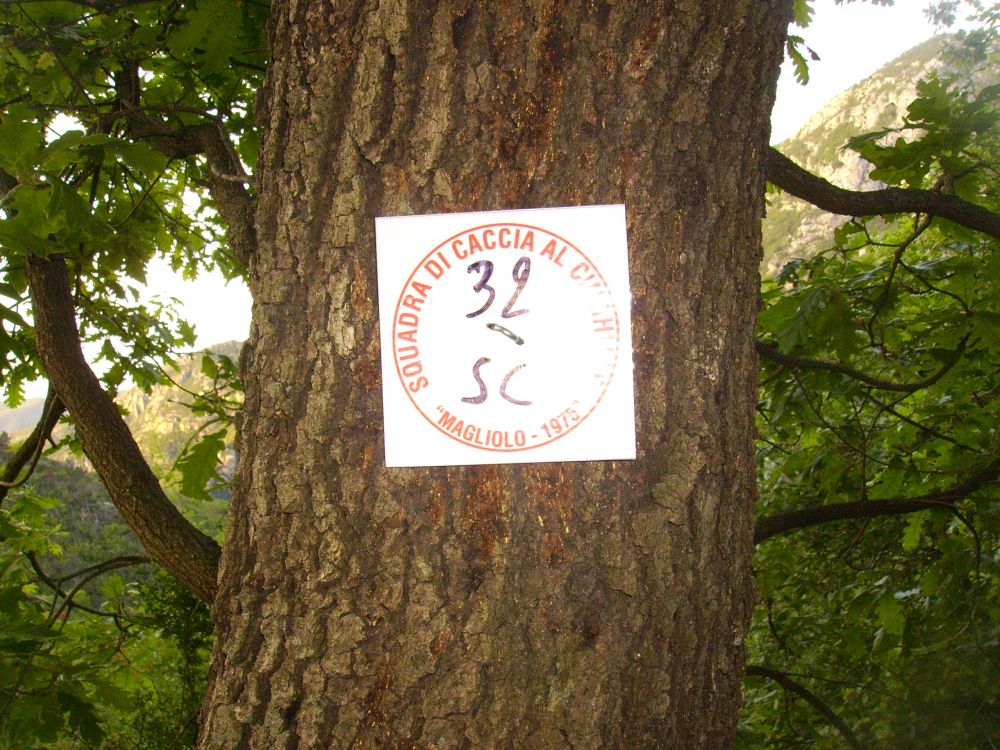 SQUADRA DI CACCIA AL
32
SC
"MAGLIOLO - 1975"